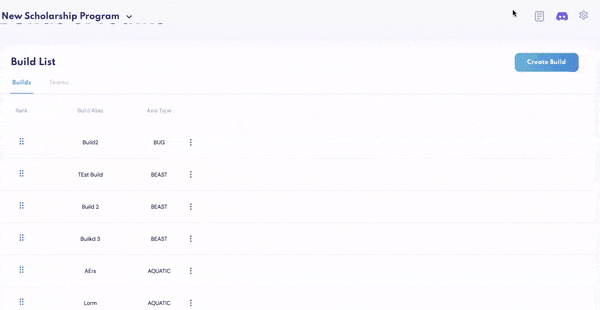 New Scholarship Program
Build List
Create Build
Builds Teams
Rank Build Alias Axie Type
Build2 BUG
TEst Build BEAST
Build 2 BEAST
Builkd 3 BEAST
AErs AQUATIC
Lorm AQUATIC